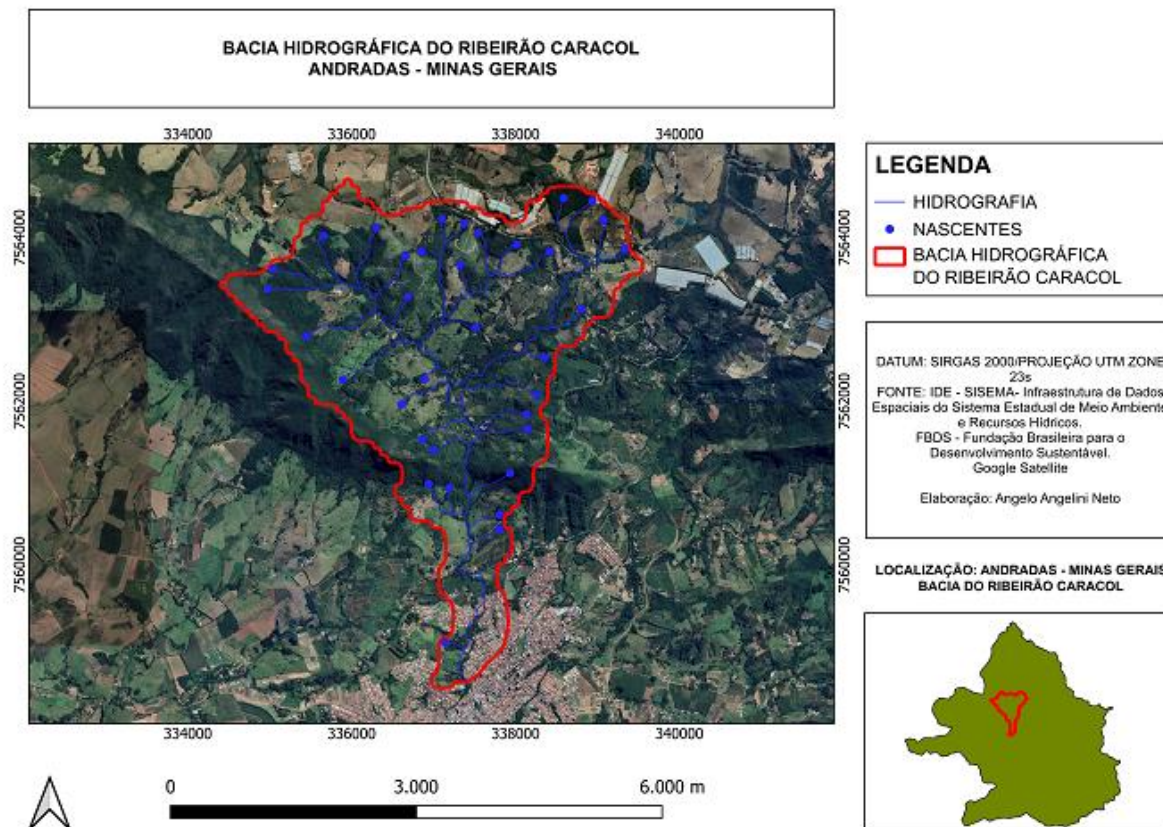 BACIA HIDROGRÁFICA DO RIBEIRÃO CARACOL
ANDRADAS - MINAS GERAIS
334000 336000 338000 340000
7564000 7562000 7560000
7564000 7562000 7560000
334000 336000 338000 340000
0 3.000 6.000 m
LEGENDA
HIDROGRAFIA
NASCENTES
BACIA HIDROGRÁFICA
DO RIBEIRÃO CARACOL
DATUM: SIRGAS 2000/PROJEÇÃO UTM ZONE
23s
FONTE: IDE - SISEMA- Infraestrutura de Dados
Espaciais do Sistema Estadual de Meio Ambiente
e Recursos Hídricos.
FBDS - Fundação Brasileira para o
Desenvolvimento Sustentável.
Google Satellite
Elaboração: Angelo Angelini Neto
LOCALIZAÇÃO: ANDRADAS - MINAS GERAIS
BACIA DO RIBEIRÃO CARACOL